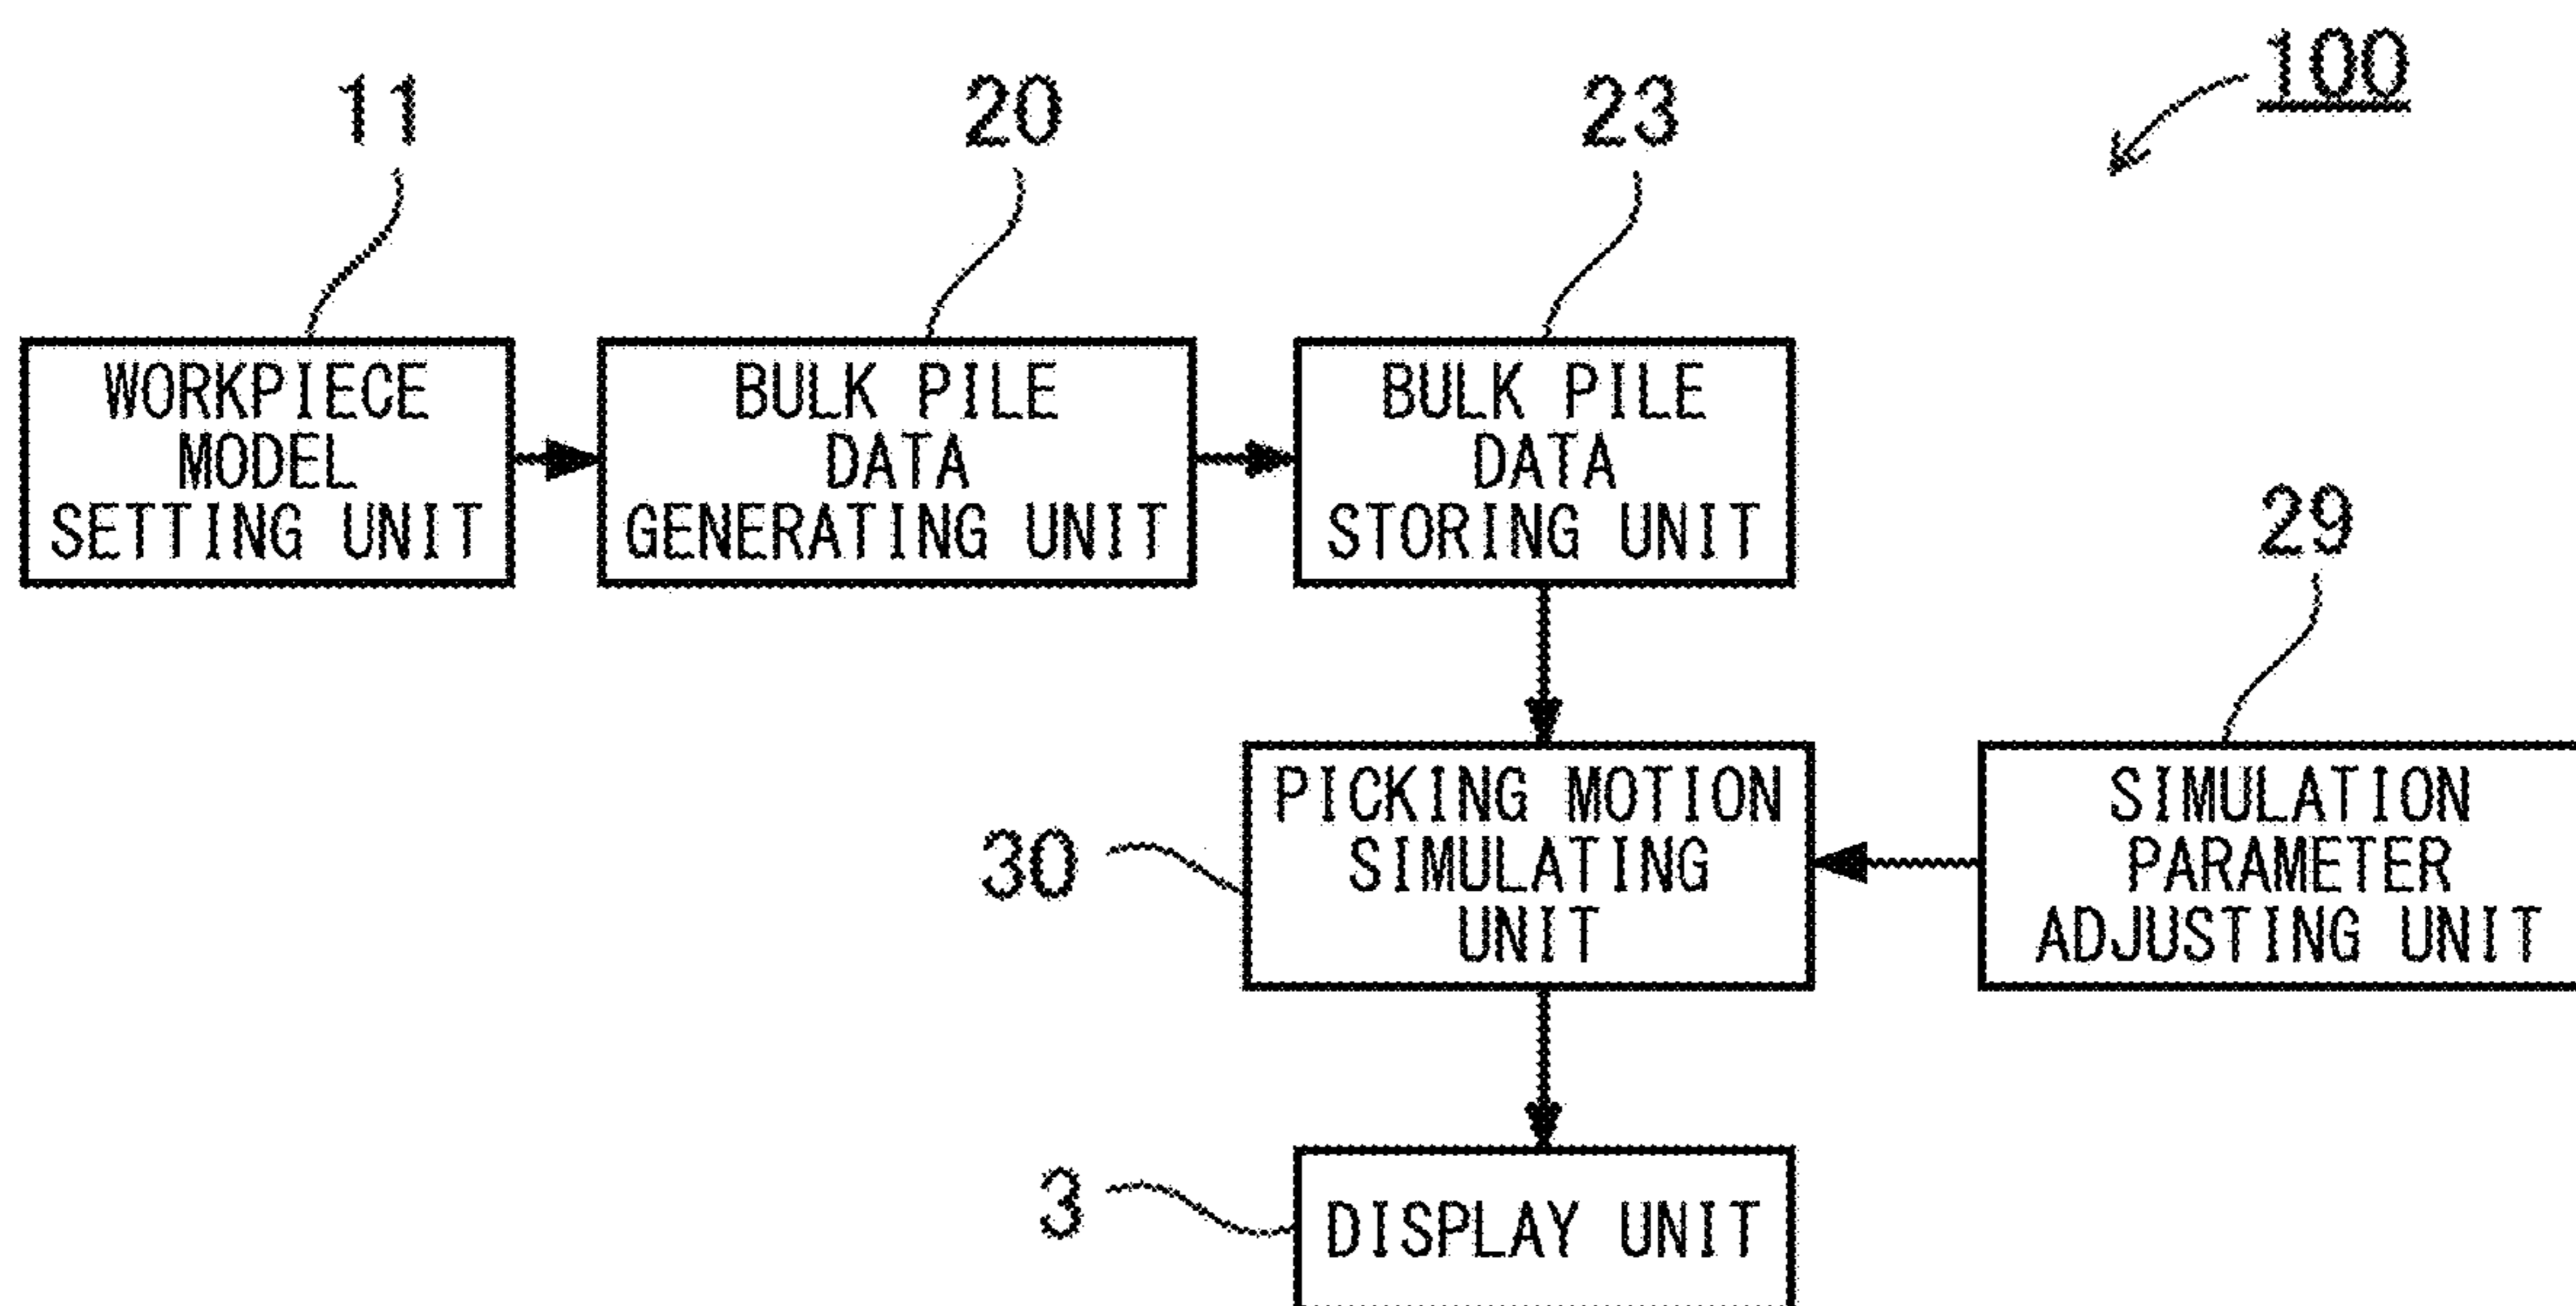 100
11
20
23
WORKPIECE
MODEL
SETTING UNIT
BULK PILE
DATA
GENERATING UNIT
BULK PILE
DATA
STORING UNIT
29
30
PICKING MOTION
SIMULATING
UNIT
SIMULATION
PARAMETER
ADJUSTING UNIT
3
DISPLAY UNIT